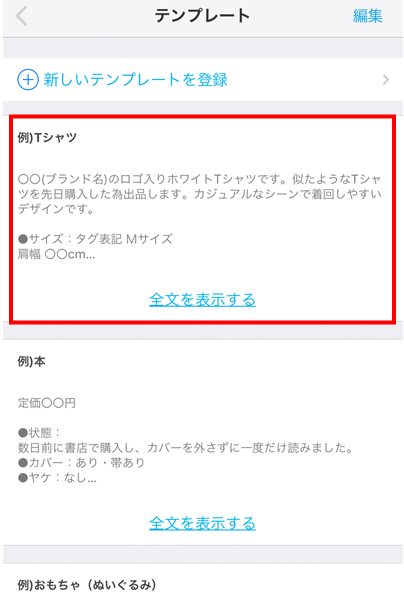 テンプレート
編集
新しいテンプレートを登録
例)Tシャツ
〇〇(ブランド名)のロゴ入りホワイトTシャツです。似たようなTシャ
ツを先日購入した為出品します。カジュアルなシーンで着回しやすい
デザインです。
●サイズ：タグ表記 Mサイズ
肩幅 〇〇cm...
全文を表示する
例)本
定価〇〇円
●状態：
数日前に書店で購入し、カバーを外さずに一度だけ読みました。
●カバー：あり・帯あり
●ヤケ：なし...
全文を表示する
例)おもちゃ（ぬいぐるみ）